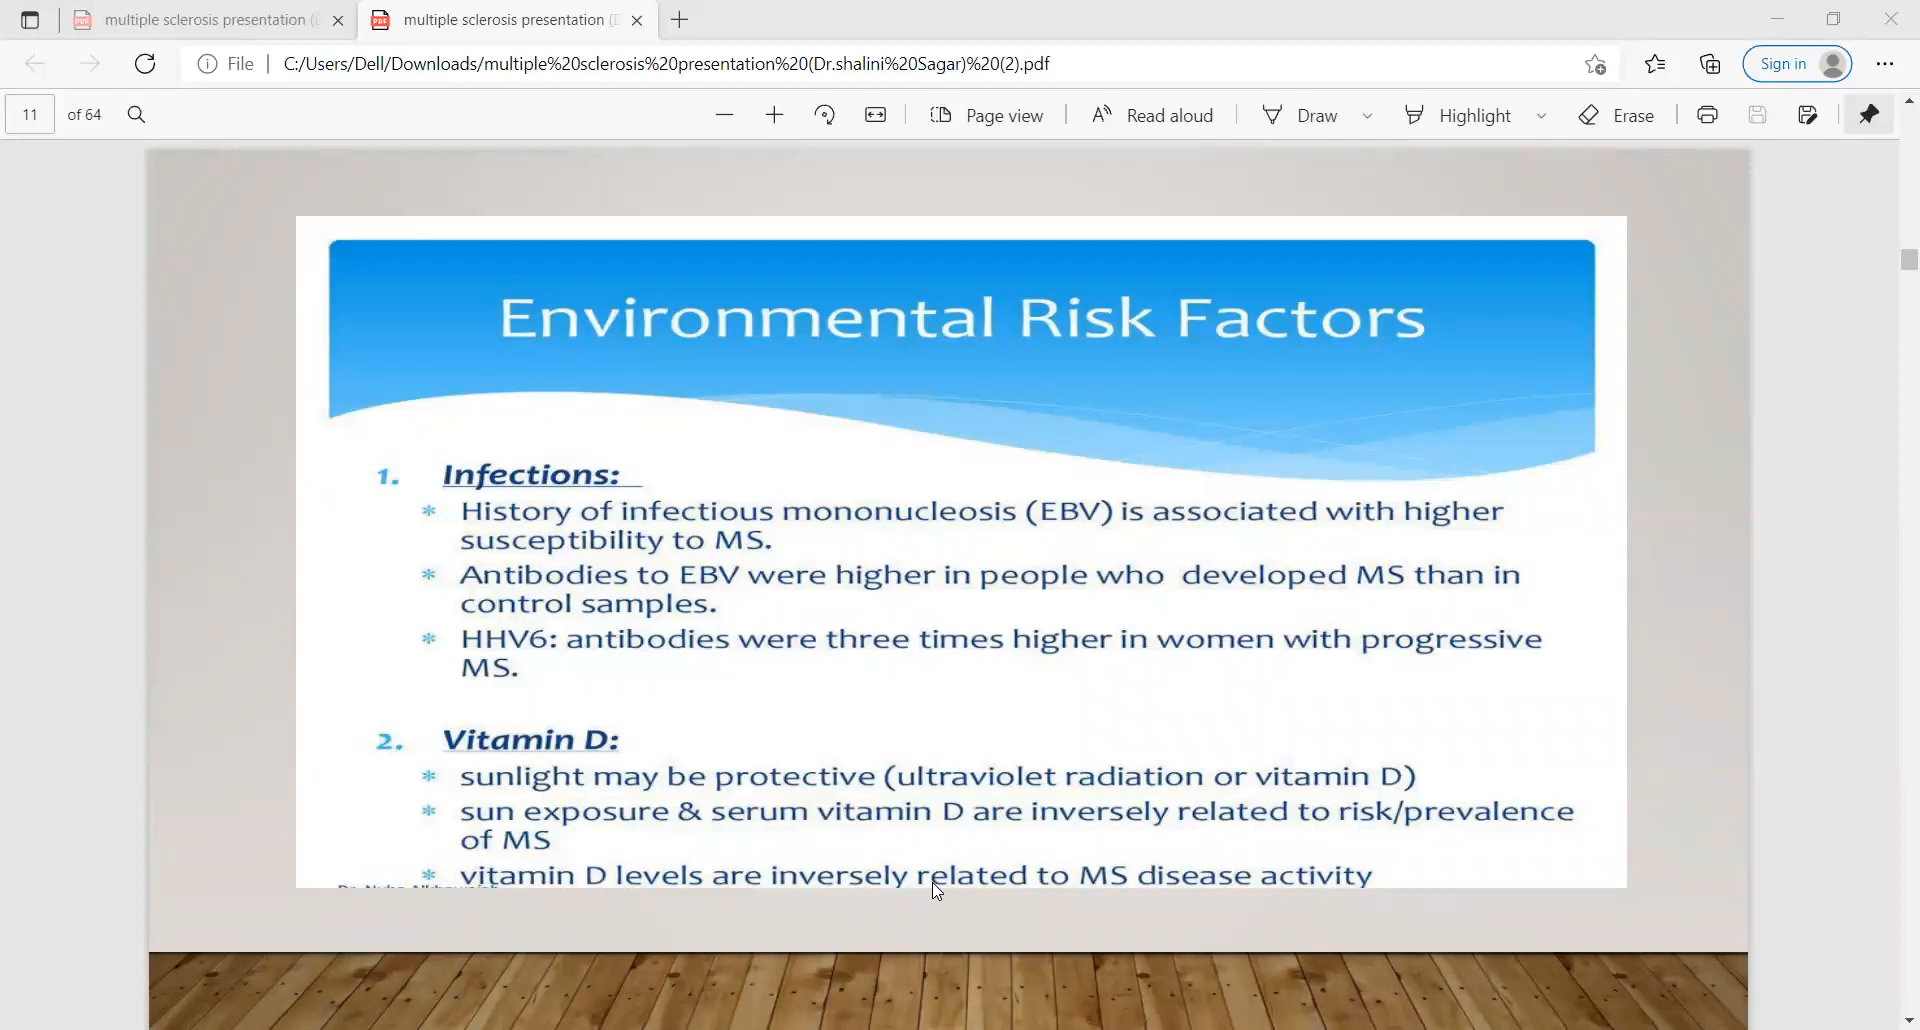 multiple sclerosis presentation (
multiple sclerosis presentation (
File
C:/Users/Dell/Downloads/multiple%20sclerosis%20presentation%20(Dr.shalini%20Sagar)%20(2).pdf
Sign in
11 of 64
Page view
Read aloud
Draw
Highlight
Erase
Environmental Risk Factors
1. Infections:
* History of infectious mononucleosis (EBV) is associated with higher
susceptibility to MS.
* Antibodies to EBV were higher in people who developed MS than in
control samples.
* HHV6: antibodies were three times higher in women with progressive
MS.
2. Vitamin D:
* sunlight may be protective (ultraviolet radiation or vitamin D)
* sun exposure & serum vitamin D are inversely related to risk/prevalence
of MS
* vitamin D levels are inversely related to MS disease activity